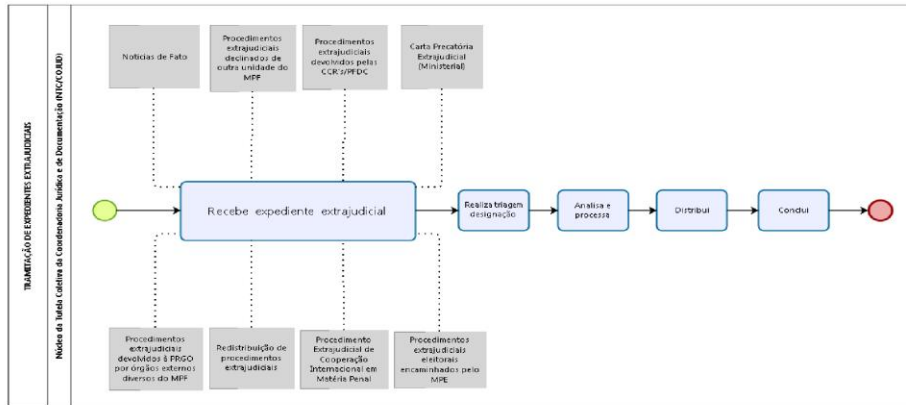 TRAMITAÇÃO DE EXPEDIENTES EXTRAJUDICIAIS
Núcleo da Tutela Coletiva da Coordenadoria Jurídica e de Documentação (NTC/COJUD)
Notícias de Fato
Procedimentos
extrajudiciais
declinados de
outra unidade do
MPF
Procedimentos
extrajudiciais
devolvidos pelas
CCR's/PFDC
Carta Precatória
Extrajudicial
(Ministerial)
Recebe expediente extrajudicial
Realiza triagem
designação
Analisa e
processa
Distribui
Conclui
Procedimentos
extrajudiciais
devolvidos à PRGO
por órgãos externos
diversos do MPF
Redistribuição de
procedimentos
extrajudiciais
Procedimento
Extrajudicial de
Cooperação
Internacional em
Matéria Penal
Procedimentos
extrajudiciais
eleitorais
encaminhados pelo
MPE